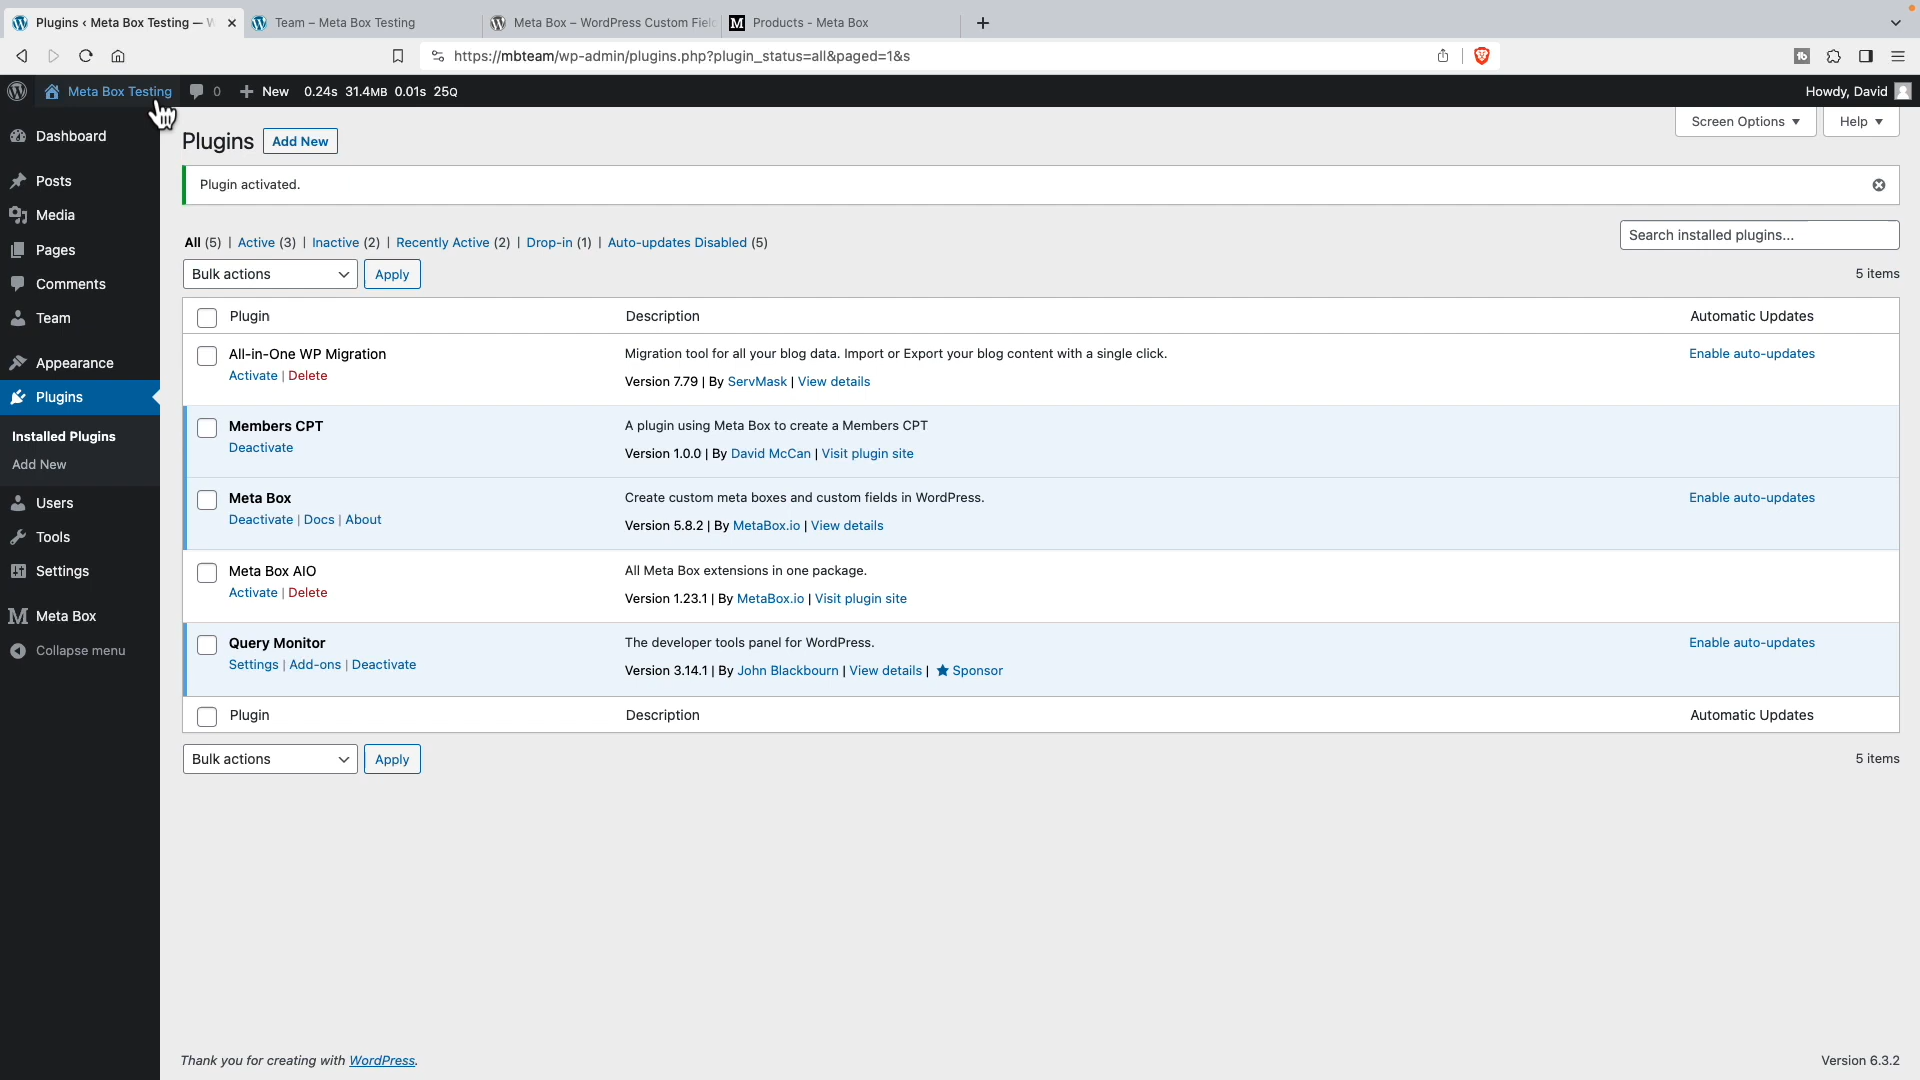 Plugins ‹ Meta Box Testing — W
Team – Meta Box Testing
Meta Box – WordPress Custom Fiel
Products - Meta Box
https://mbteam/wp-admin/plugins.php?plugin_status=all&paged=1&s
Meta Box Testing 0 New 0.24s 31.4MB 0.01s 25Q Howdy, David
Dashboard
Posts
Media
Pages
Comments
Team
Appearance
Plugins
Installed Plugins
Add New
Users
Tools
Settings
Meta Box
Collapse menu
Screen Options Help
Plugins Add New
Plugin activated.
All (5) | Active (3) | Inactive (2) | Recently Active (2) | Drop-in (1) | Auto-updates Disabled (5)
Search installed plugins...
Bulk actions Apply 5 items
Plugin Description Automatic Updates
All-in-One WP Migration Migration tool for all your blog data. Import or Export your blog content with a single click. Enable auto-updates
Activate | Delete Version 7.79 | By ServMask | View details
Members CPT A plugin using Meta Box to create a Members CPT
Deactivate Version 1.0.0 | By David McCan | Visit plugin site
Meta Box Create custom meta boxes and custom fields in WordPress. Enable auto-updates
Deactivate | Docs | About Version 5.8.2 | By MetaBox.io | View details
Meta Box AIO All Meta Box extensions in one package.
Activate | Delete Version 1.23.1 | By MetaBox.io | Visit plugin site
Query Monitor The developer tools panel for WordPress. Enable auto-updates
Settings | Add-ons | Deactivate Version 3.14.1 | By John Blackbourn | View details | Sponsor
Plugin Description Automatic Updates
Bulk actions Apply 5 items
Thank you for creating with WordPress. Version 6.3.2